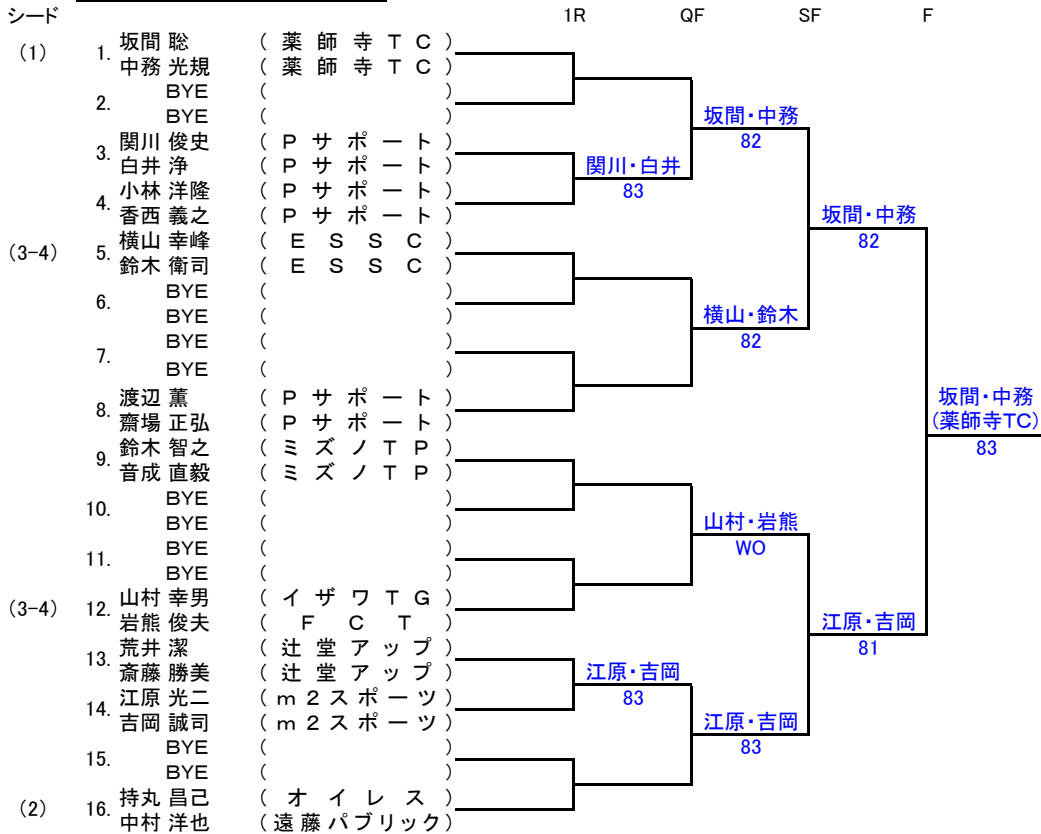 シード 1R QF SF F
(1) 1. 坂間 聡 (薬師寺TC)
中務 光規 (薬師寺TC)
2. BYE ( )
BYE ( )
坂間・中務
82
3. 関川 俊史 (Pサポート)
白井 浄 (Pサポート)
関川・白井
83
4. 小林 洋隆 (Pサポート)
香西 義之 (Pサポート)
坂間・中務
82
(3-4) 5. 横山 幸峰 (ESSC)
鈴木 衛司 (ESSC)
6. BYE ( )
BYE ( )
横山・鈴木
82
7. BYE ( )
BYE ( )
8. 渡辺 薫 (Pサポート)
齋場 正弘 (Pサポート)
坂間・中務
(薬師寺TC)
83
9. 鈴木 智之 (ミズノTP)
音成 直毅 (ミズノTP)
10. BYE ( )
BYE ( )
山村・岩熊
WO
11. BYE ( )
BYE ( )
(3-4) 12. 山村 幸男 (イザワTG)
岩熊 俊夫 (FCT)
江原・吉岡
81
13. 荒井 潔 (辻堂アップ)
斎藤 勝美 (辻堂アップ)
江原・吉岡
83
14. 江原 光二 (m2スポーツ)
吉岡 誠司 (m2スポーツ)
江原・吉岡
83
15. BYE ( )
BYE ( )
(2) 16. 持丸 昌己 (オイレス)
中村 洋也 (遠藤パブリック)